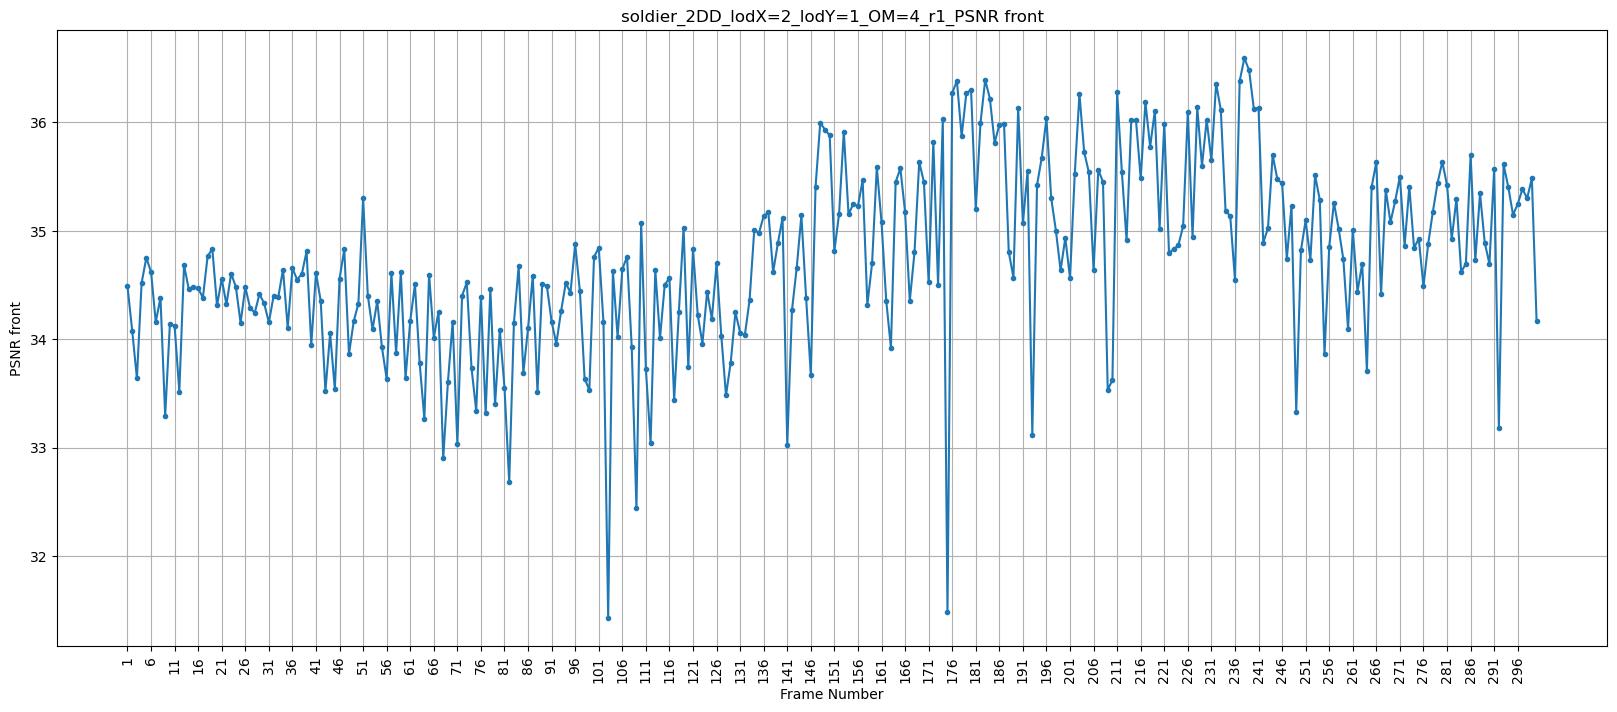 soldier_2DD_lodX=2_lodY=1_OM=4_r1_PSNR front
PSNR front
36
35
34
33
32
1 6 11 16 21 26 31 36 41 46 51 56 61 66 71 76 81 86 91 96 101 106 111 116 121 126 131 136 141 146 151 156 161 166 171 176 181 186 191 196 201 206 211 216 221 226 231 236 241 246 251 256 261 266 271 276 281 286 291 296
Frame Number